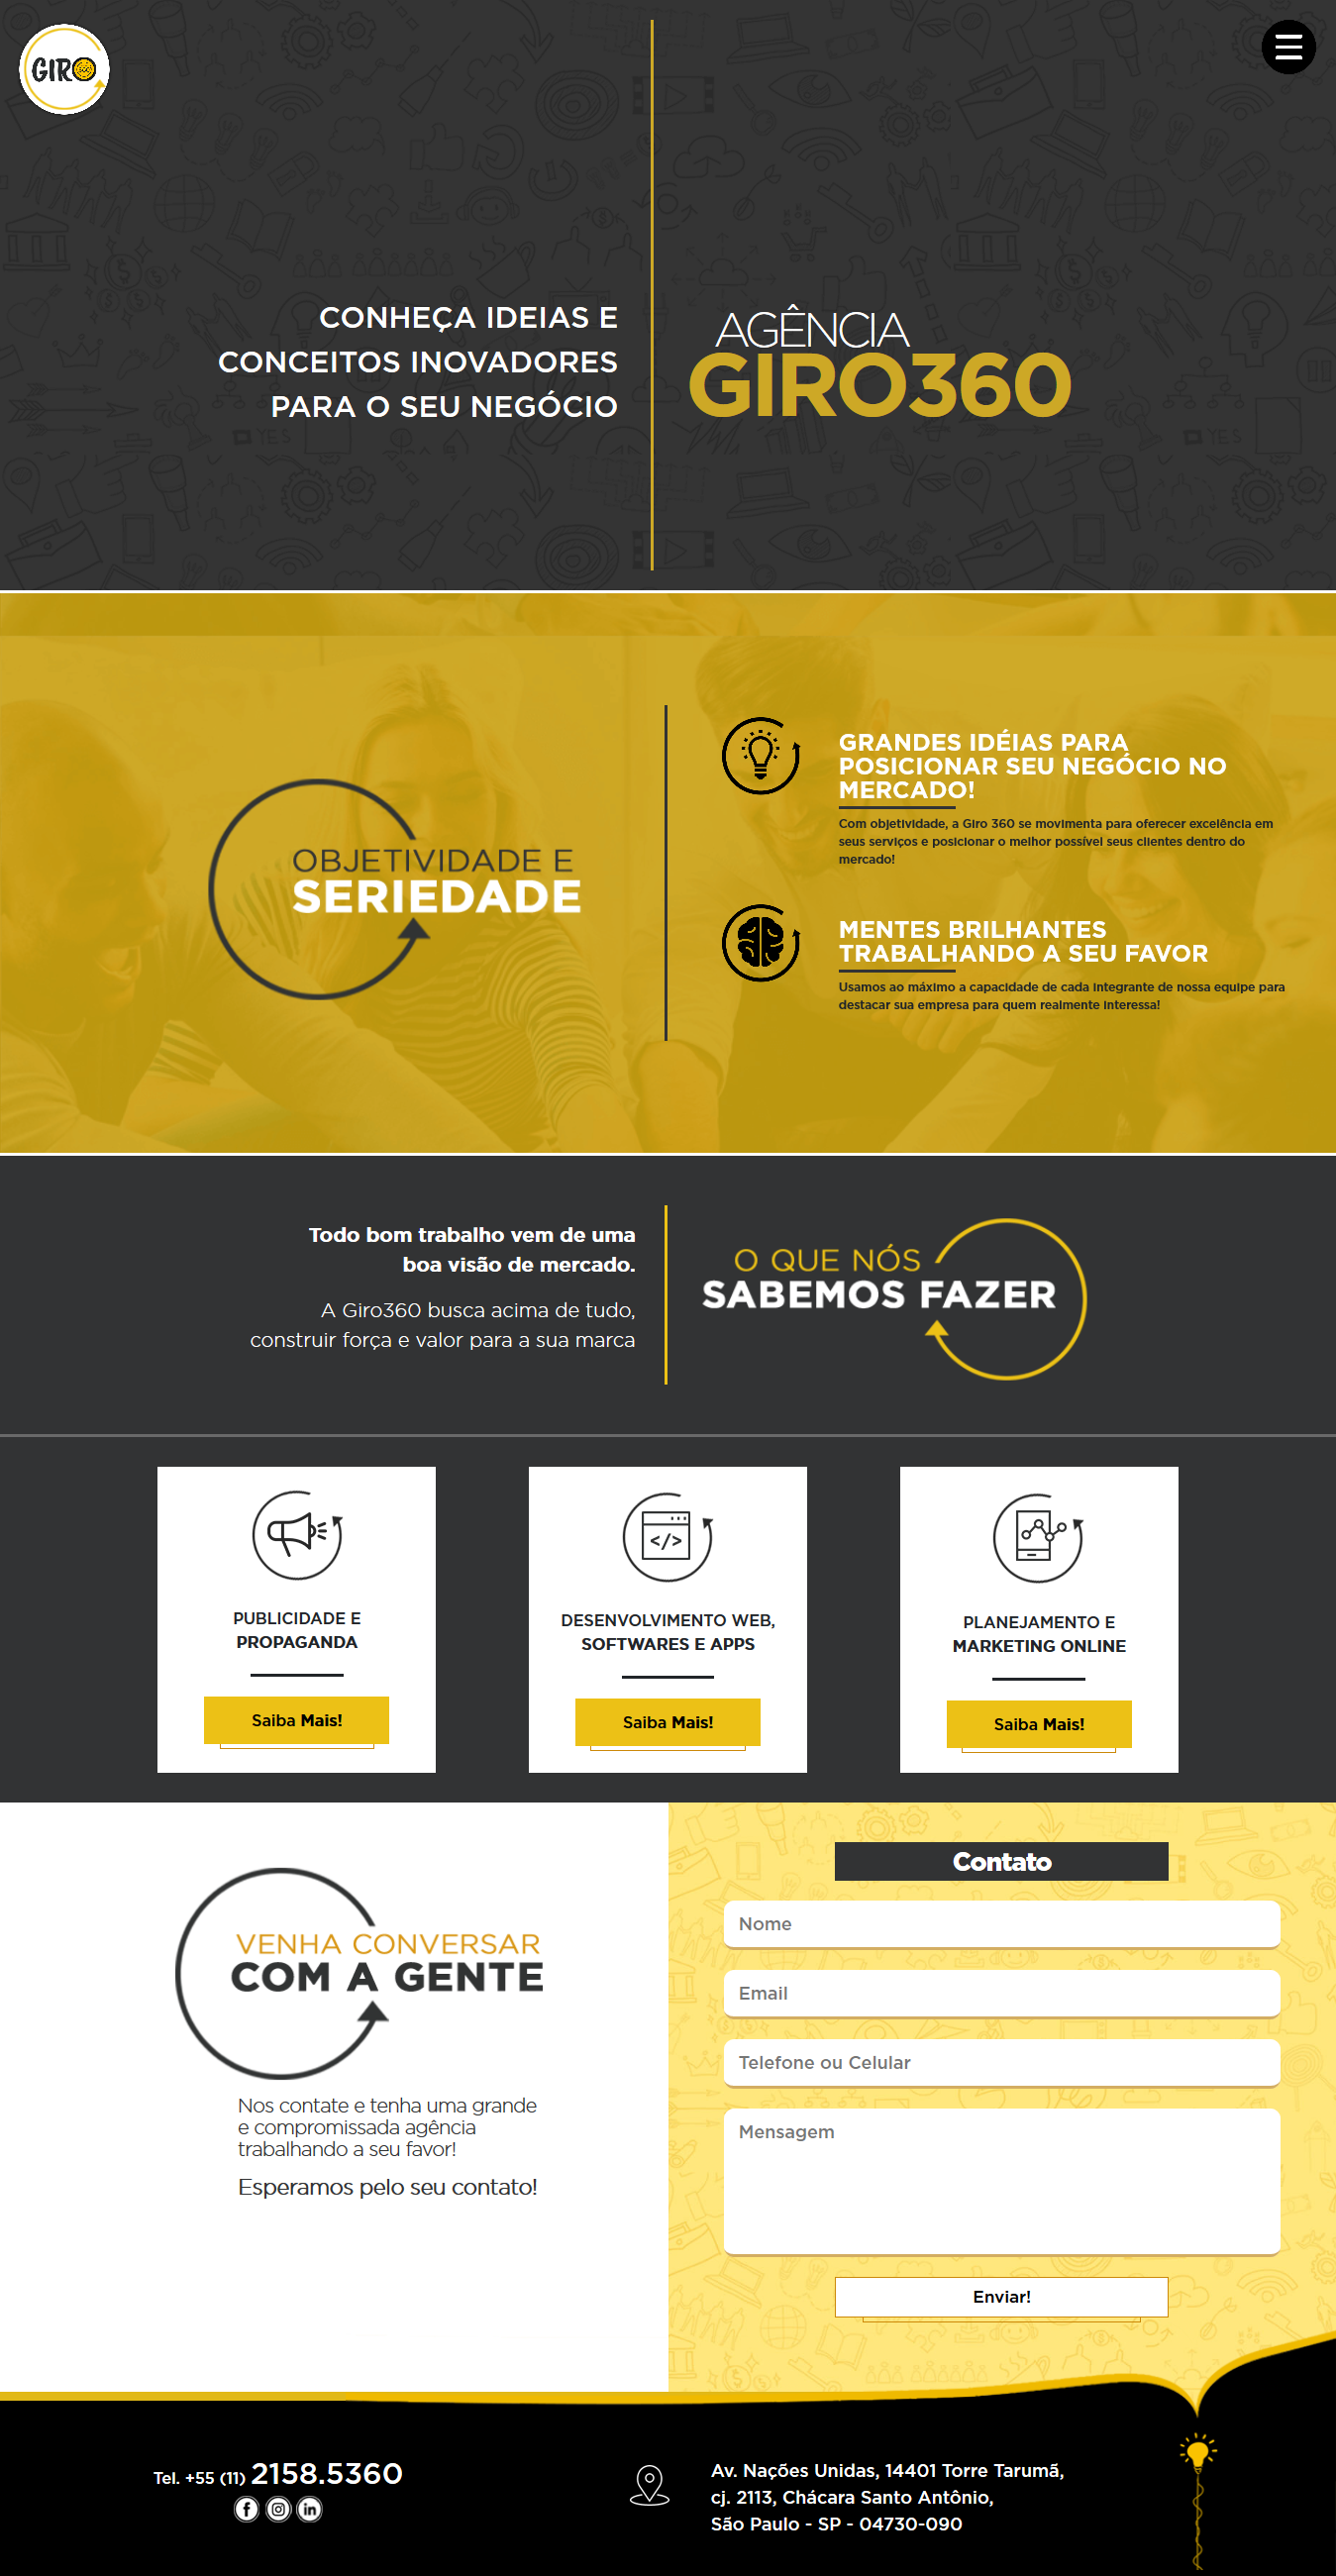 GIRO
CONHEÇA IDEIAS E
CONCEITOS INOVADORES
PARA O SEU NEGÓCIO
AGÊNCIA
GIRO360
YES
YES
OBJETIVIDADE E
SERIEDADE
GRANDES IDÉIAS PARA
POSICIONAR SEU NEGÓCIO NO
MERCADO!
Com objetividade, a Giro 360 se movimenta para oferecer excelência em
seus serviços e posicionar o melhor possível seus clientes dentro do
mercado!
MENTES BRILHANTES
TRABALHANDO A SEU FAVOR
Usamos ao máximo a capacidade de cada integrante de nossa equipe para
destacar sua empresa para quem realmente interessa!
Todo bom trabalho vem de uma
boa visão de mercado.
A Giro360 busca acima de tudo,
construir força e valor para a sua marca
O QUE NÓS
SABEMOS FAZER
PUBLICIDADE E
PROPAGANDA
Saiba Mais!
</>
DESENVOLVIMENTO WEB,
SOFTWARES E APPS
Saiba Mais!
PLANEJAMENTO E
MARKETING ONLINE
Saiba Mais!
VENHA CONVERSAR
COM A GENTE
Nos contate e tenha uma grande
e compromissada agência
trabalhando a seu favor!
Esperamos pelo seu contato!
Contato
Nome
Email
Telefone ou Celular
Mensagem
Enviar!
Tel. +55 (11) 2158.5360
f in
Av. Nações Unidas, 14401 Torre Tarumã,
cj. 2113, Chácara Santo Antônio,
São Paulo - SP - 04730-090